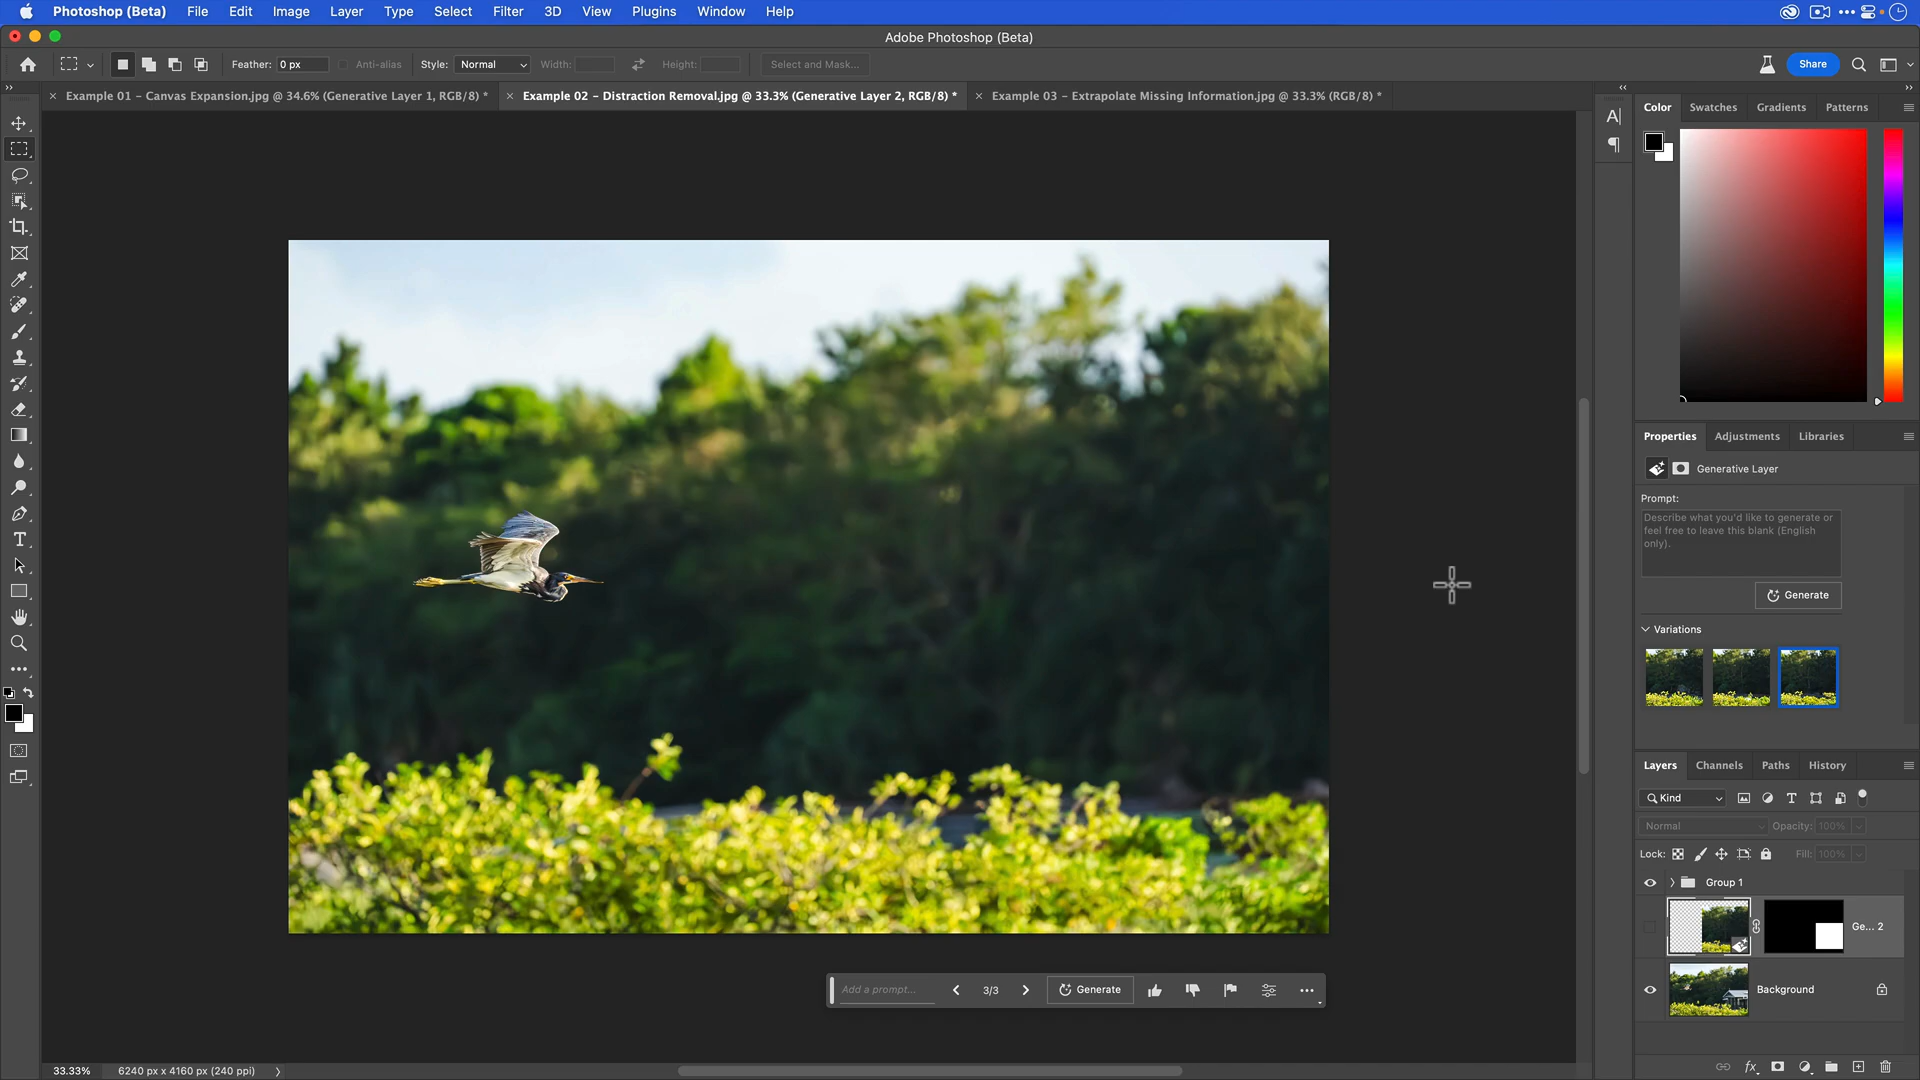 Photoshop (Beta) File Edit Image Layer Type Select Filter 3D View Plugins Window Help
Adobe Photoshop (Beta)
Feather: 0 px Anti-alias Style: Normal Width: Height: Select and Mask... Share
Example 01 - Canvas Expansion.jpg @ 34.6% (Generative Layer 1, RGB/8) * Example 02 - Distraction Removal.jpg @ 33.3% (Generative Layer 2, RGB/8) * Example 03 - Extrapolate Missing Information.jpg @ 33.3% (RGB/8) *
Color Swatches Gradients Patterns
Properties Adjustments Libraries
Generative Layer
Prompt:
Describe what you'd like to generate or
feel free to leave this blank (English
only).
Generate
Variations
Layers Channels Paths History
Kind
Normal Opacity: 100%
Lock: Fill: 100%
Group 1
Ge... 2
Background
Add a prompt... 3/3 Generate
33.33% 6240 px x 4160 px (240 ppi)